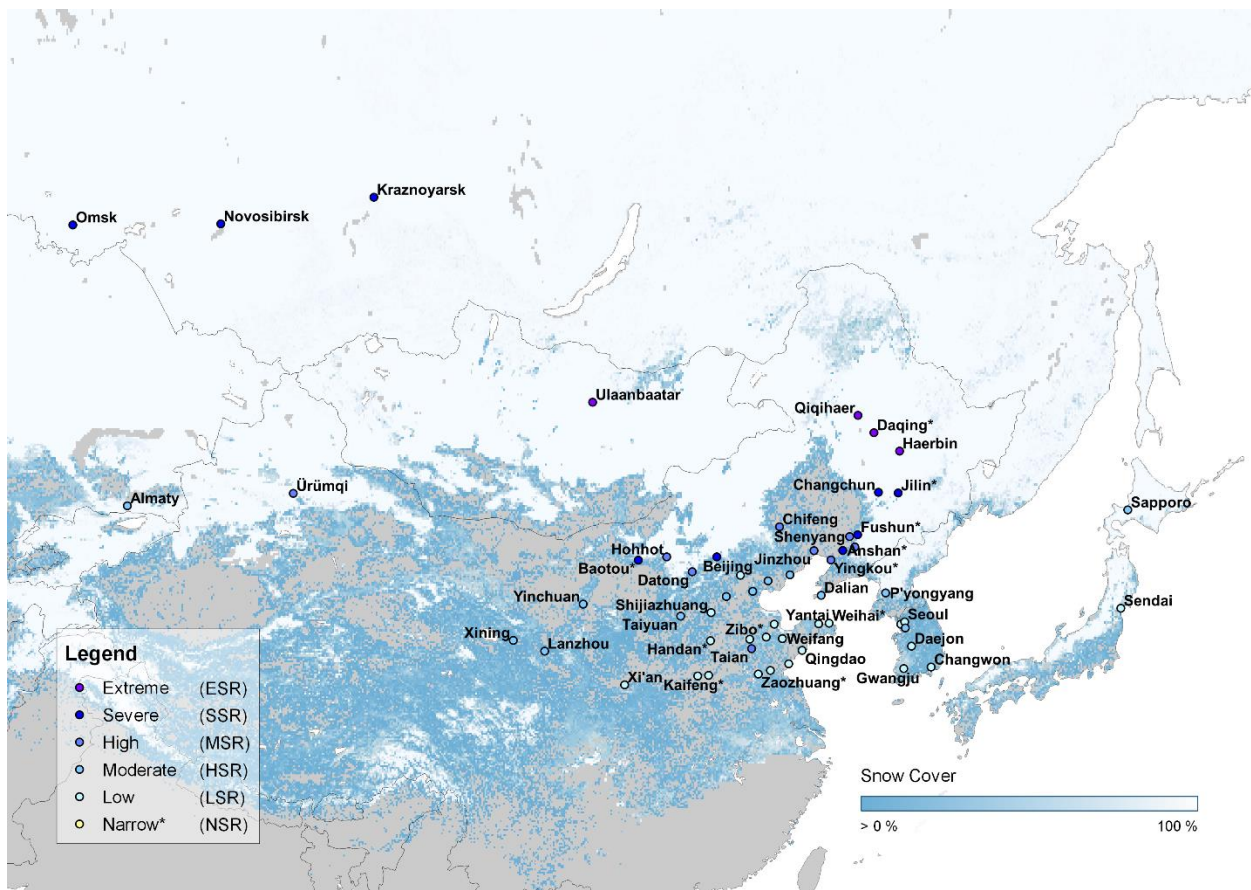 Kraznoyarsk
Omsk
Novosibirsk
Ulaanbaatar
Qiqihaer
Daqing*
Haerbin
Ürümqi
Almaty
Changchun
Jilin*
Sapporo
Chifeng
Fushun*
Shenyang
Hohhot
Anshan*
Baotou*
Beijing
Jinzhou
Yingkou*
Datong
Dalian
P'yongyang
Yinchuan
Shijiazhuang
Sendai
Taiyuan
Yantai
Weihai*
Seoul
Zibo*
Xining
Weifang
Daejon
Lanzhou
Handan*
Taian
Qingdao
Changwon
Xi'an
Kaifeng*
Zaozhuang*
Gwangju
Legend
Extreme (ESR)
Severe (SSR)
High (MSR)
Moderate (HSR)
Low (LSR)
Narrow* (NSR)
Snow Cover
> 0 % 100 %